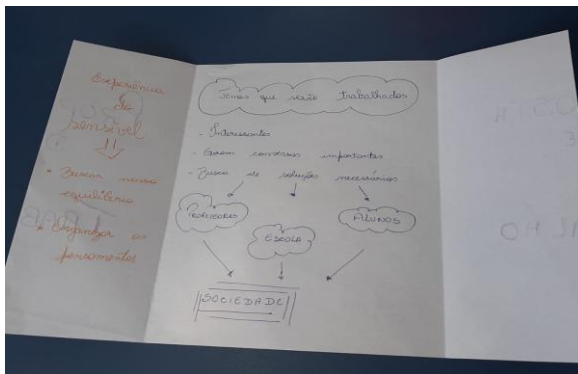 Experiência
do
sensível
• Buscar nosso
equilíbrio
• Organizar os
pensamentos
Temas que serão trabalhados
- Interessantes
- Geram conversas importantes
- Busca de soluções necessárias
PROFESSORES
ESCOLA
ALUNOS
SOCIEDADE